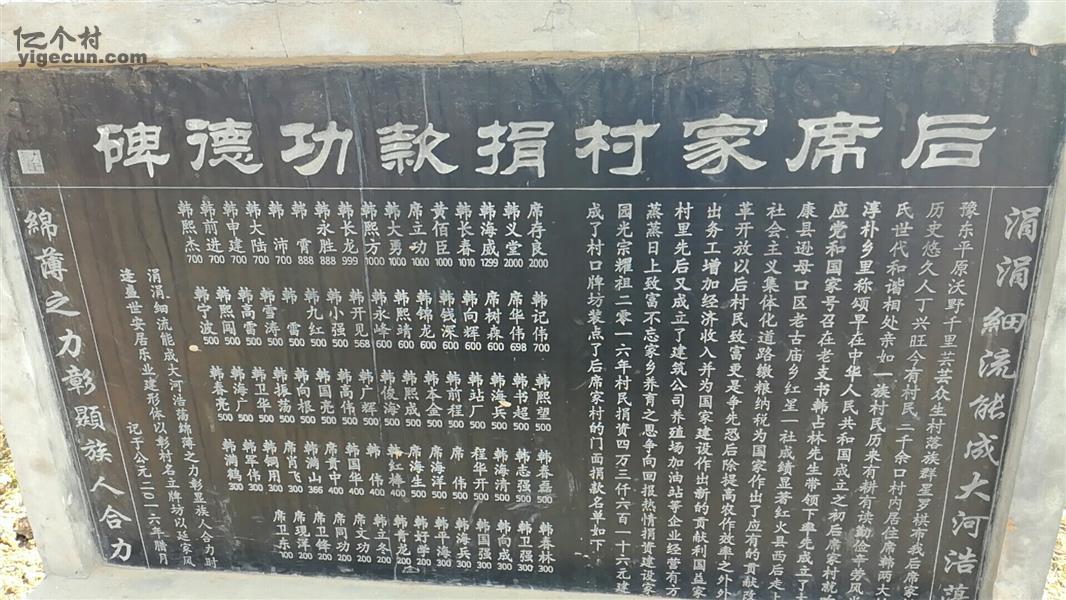 亿个村
yigecun.com
后席家村捐款功德碑
涓涓细流能成大河浩荡
豫东平原沃野千里芸芸众生村落族群星罗棋布我后席家
历史悠久人丁兴旺今有村民二千余口村内居住席韩两大
氏世代和谐相处亲如一族村民历来有耕有读勤俭辛劳风
淳朴乡里称颂早在中华人民共和国成立之初后席家村就
应党和国家号召在老支书韩占林先生带领下率先成立了
康县逊母口区老古庙乡红星一社成绩显著红火县西后走上
社会主义集体化道路缴粮纳税为国家作出了应有的贡献
革开放以后村民致富更是争先恐后除提高农作效率之外外
出务工增加经济收入并为国家建设作出新的贡献利国益家
村里先后又成立了建筑公司养殖场加油站等企业经营有方
蒸蒸日上致富不忘家乡养育之恩争向回报热情捐资建设家
园光宗耀祖二零一六年村民捐资四万三仟六百一十六元建
成了村口牌坊装点了后席家村的门面捐款名单如下
席存良2000 韩义堂2000 韩海威1299 韩长春1010 黄佰臣1000 席立功1000 韩大勇1000 韩熙方1000 韩长龙999 韩永胜888 韩霄888 韩沛700 韩大陆700 韩申建700 韩前进700 韩熙杰700
韩记伟700 席华伟698 席树森600 韩向辉600 韩钱深600 韩锦龙600 韩熙靖600 韩永峰600 韩开见568 韩小强500 韩九红500 韩雷500 韩雪涛500 韩高雷500 韩熙闯500 韩宁波500
韩熙望500 韩书超500 韩海兵500 韩站厂500 韩前程500 韩本金500 韩熙成500 韩俊海500 韩广辉500 韩高伟500 韩国亮500 韩向根500 韩振荡500 韩卫华500 韩海广500 韩春亮500
韩春磊500 韩志强500 韩海清500 程华开500 席伟500 席海洋500 席海生500 韩红梅500 韩伟400 韩国华400 席贵中400 韩满山366 席肖飞300 韩铜用300 韩军伟300 韩满鹤300
韩春林300 韩向成300 韩国强300 韩海兵300 韩平海300 韩好学200 韩青龙200 韩立冬200 席文功200 席间功200 席卫锋200 席现洋200 席卫东100
涓涓细流能成大河浩荡绵薄之力彰显族人合力时
逢盛世安居乐业建形体以彰村名立牌坊以延家风
记于公元二〇一六年腊月
绵薄之力彰显族人合力